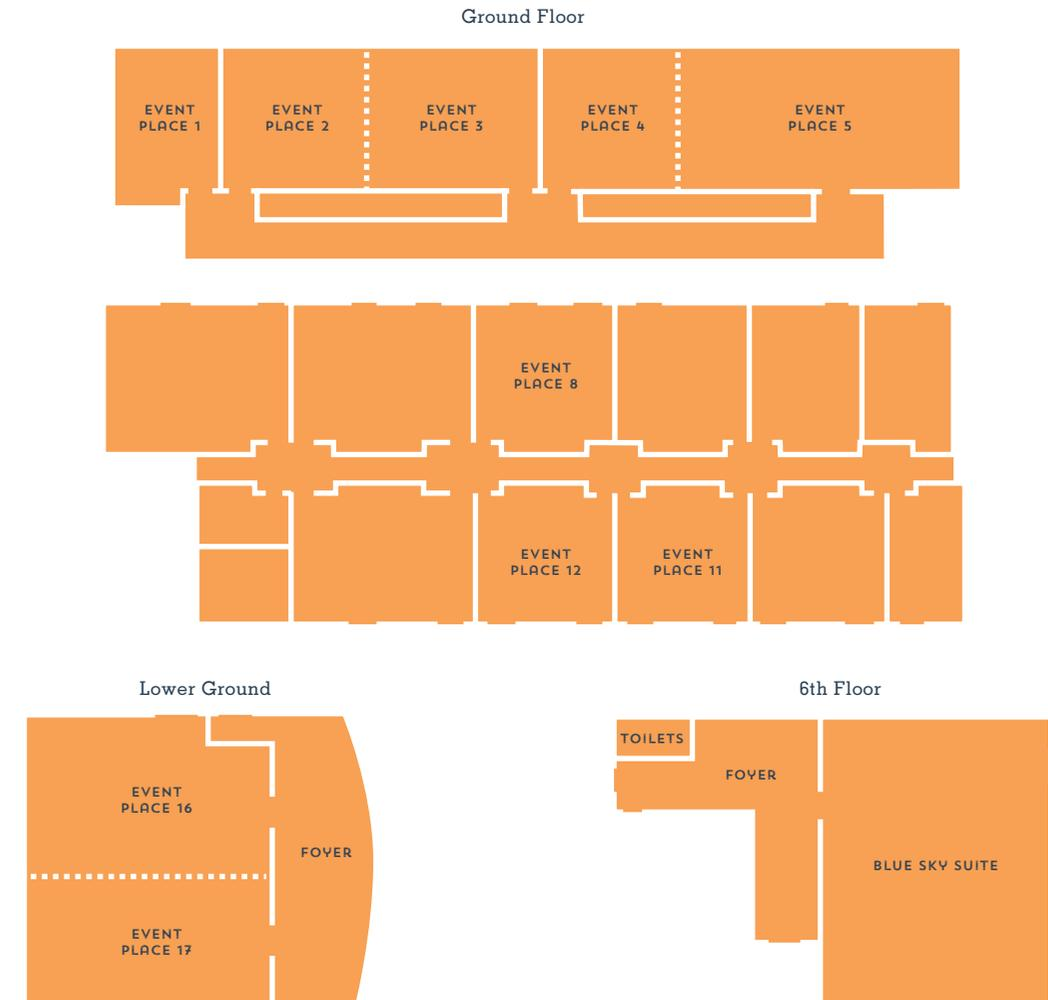 Ground Floor
EVENT
PLACE 1
EVENT
PLACE 2
EVENT
PLACE 3
EVENT
PLACE 4
EVENT
PLACE 5
EVENT
PLACE 8
EVENT
PLACE 12
EVENT
PLACE 11
Lower Ground
EVENT
PLACE 16
FOYER
EVENT
PLACE 17
6th Floor
TOILETS
FOYER
BLUE SKY SUITE